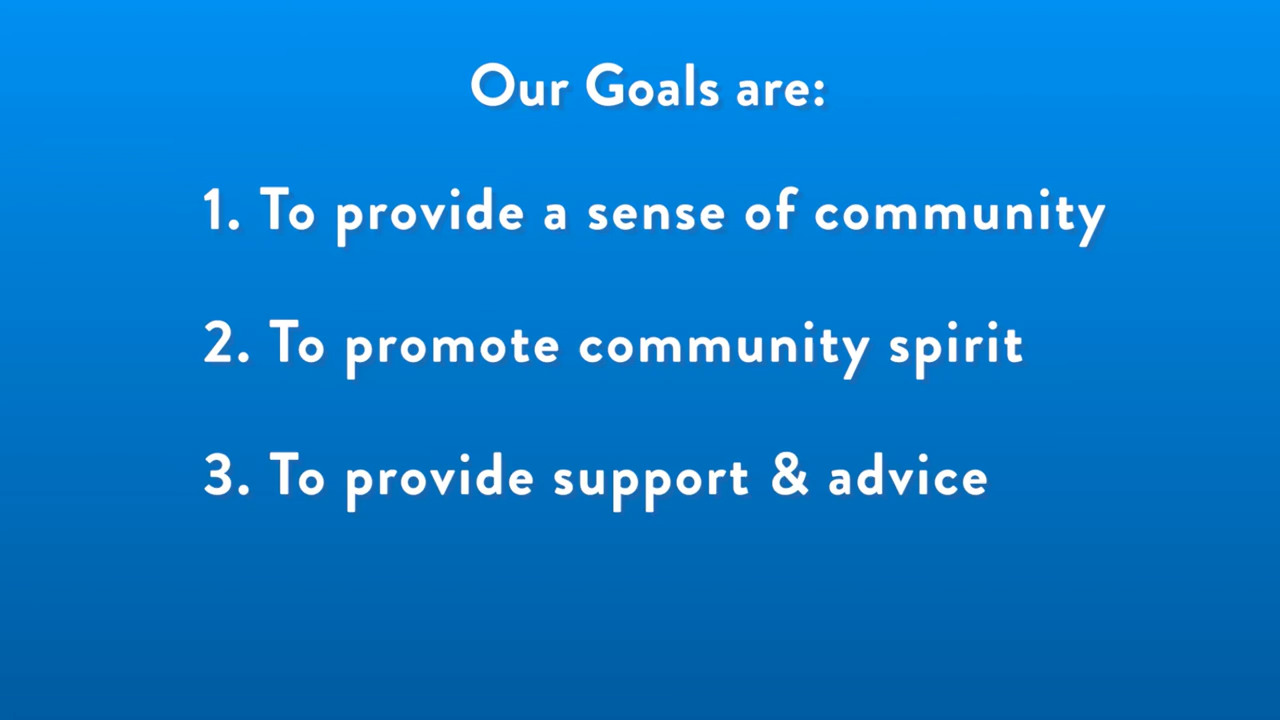 Our Goals are:
1. To provide a sense of community
2. To promote community spirit
3. To provide support & advice